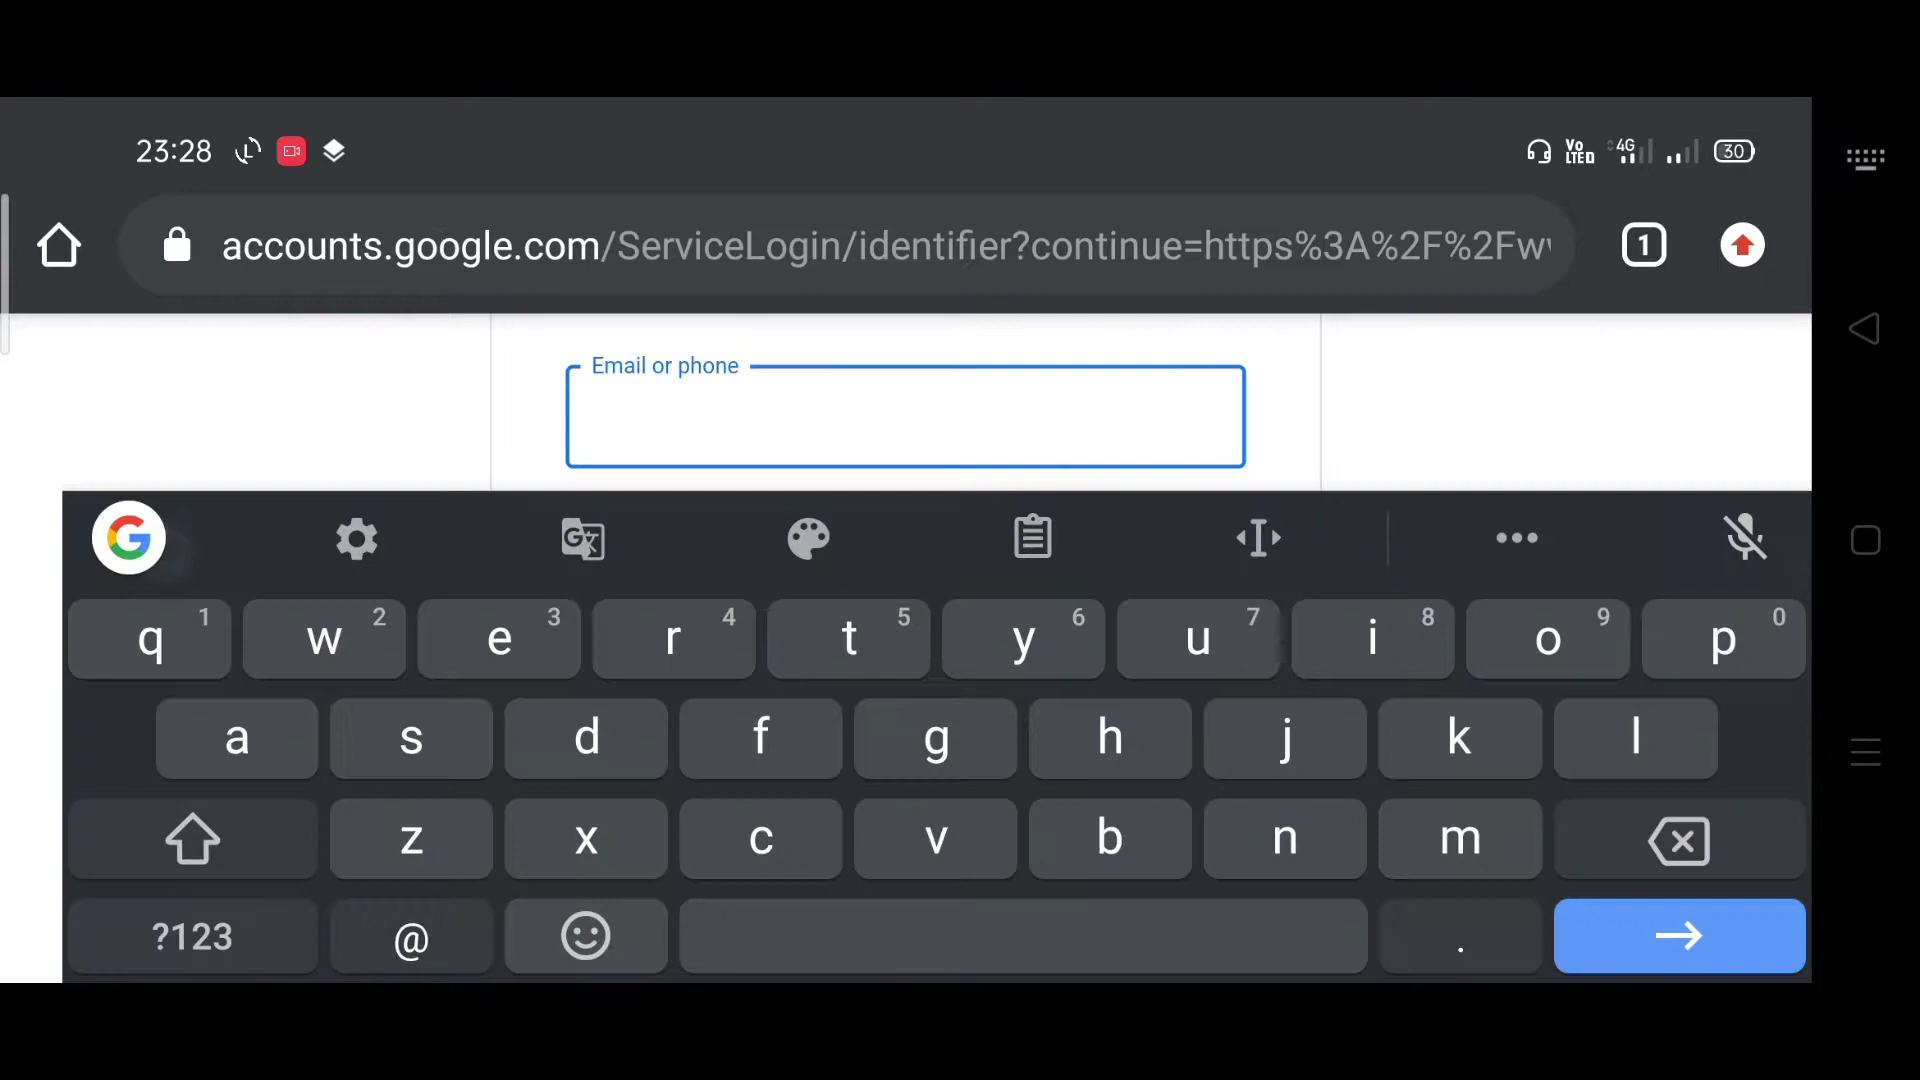 23:28 Vo LTED 4G 30
accounts.google.com/ServiceLogin/identifier?continue=https%3A%2F%2Fw 1
Email or phone
G G
q 1 w 2 e 3 r 4 t 5 y 6 u 7 i 8 o 9 p 0
a s d f g h j k l
z x c v b n m
?123 @ .